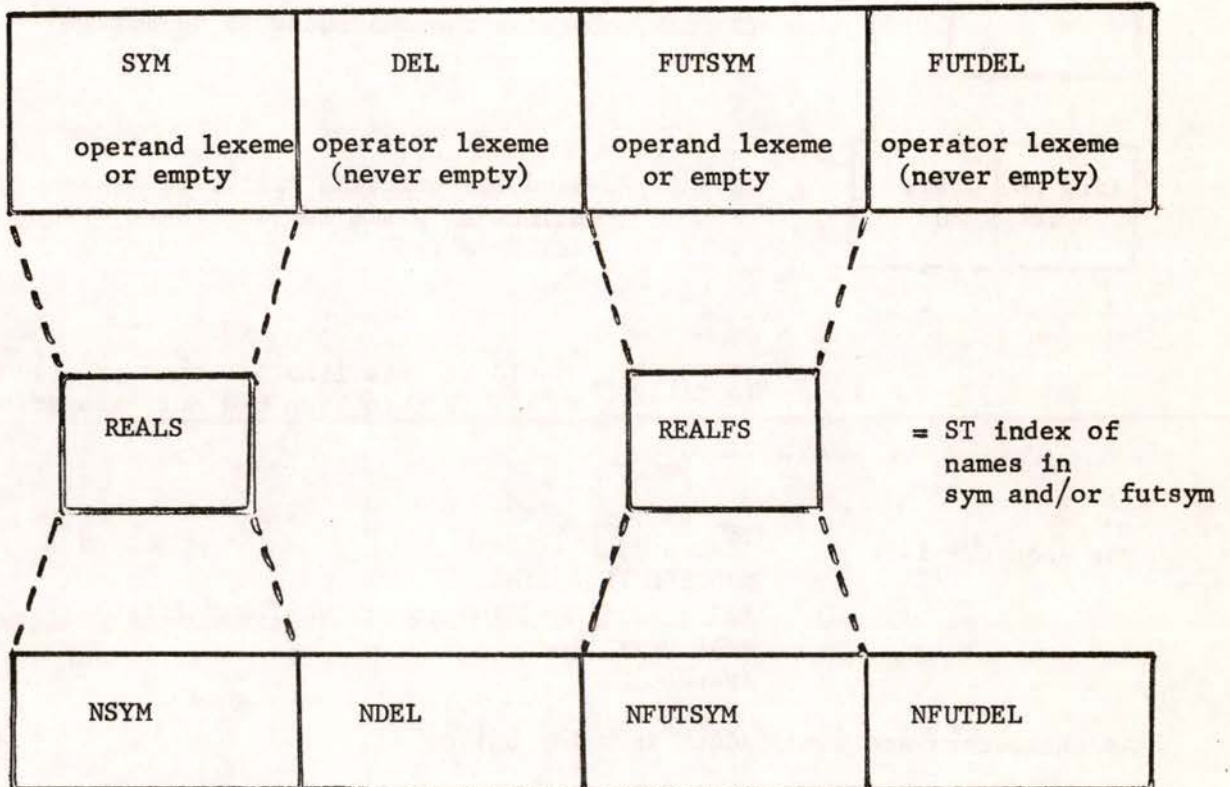 SYM DEL FUTSYM FUTDEL
operand lexeme operator lexeme operand lexeme operator lexeme
or empty (never empty) or empty (never empty)
REALS REALFS = ST index of
names in
sym and/or futsym
NSYM NDEL NFUTSYM NFUTDEL